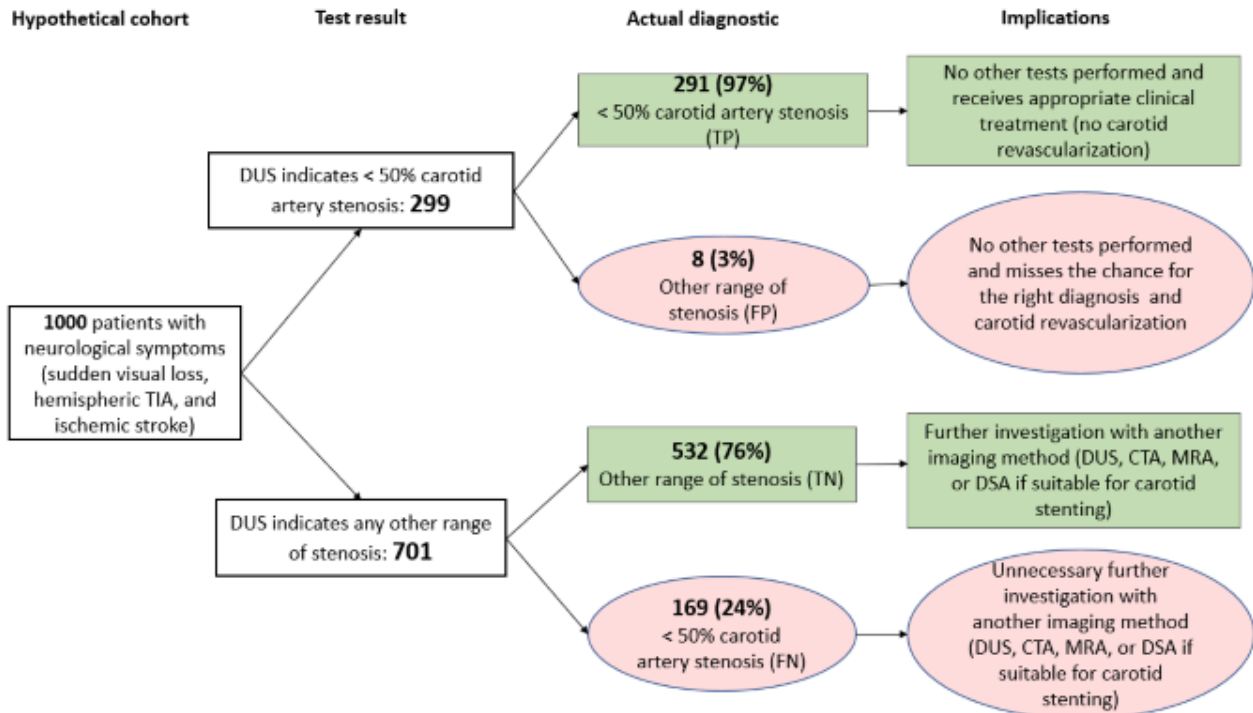 Hypothetical cohort
Test result
Actual diagnostic
Implications
1000 patients with
neurological symptoms
(sudden visual loss,
hemispheric TIA, and
ischemic stroke)
DUS indicates < 50% carotid
artery stenosis: 299
291 (97%)
< 50% carotid artery stenosis
(TP)
No other tests performed and
receives appropriate clinical
treatment (no carotid
revascularization)
8 (3%)
Other range of
stenosis (FP)
No other tests performed
and misses the chance for
the right diagnosis and
carotid revascularization
DUS indicates any other range
of stenosis: 701
532 (76%)
Other range of stenosis (TN)
Further investigation with another
imaging method (DUS, CTA, MRA,
or DSA if suitable for carotid
stenting)
169 (24%)
< 50% carotid
artery stenosis (FN)
Unnecessary further
investigation with
another imaging method
(DUS, CTA, MRA, or DSA if
suitable for carotid
stenting)